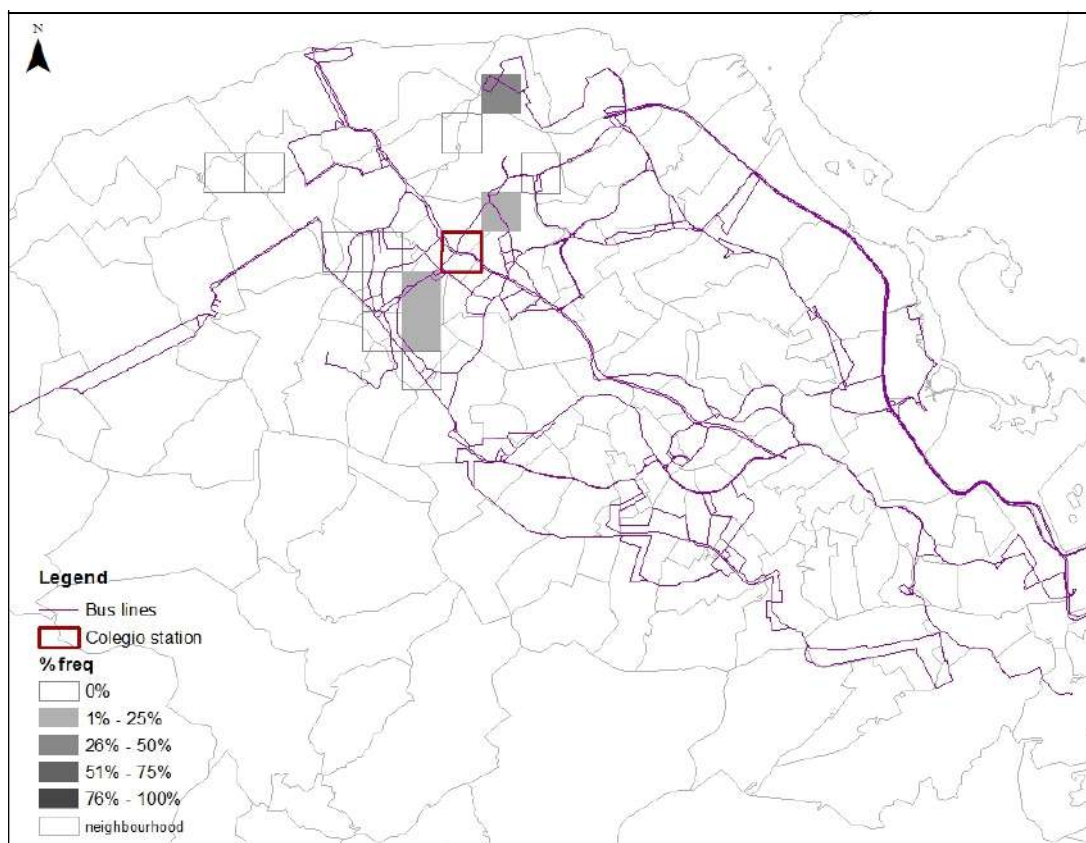 N
Legend
Bus lines
Colegio station
% freq
0%
1% - 25%
26% - 50%
51% - 75%
76% - 100%
neighbourhood